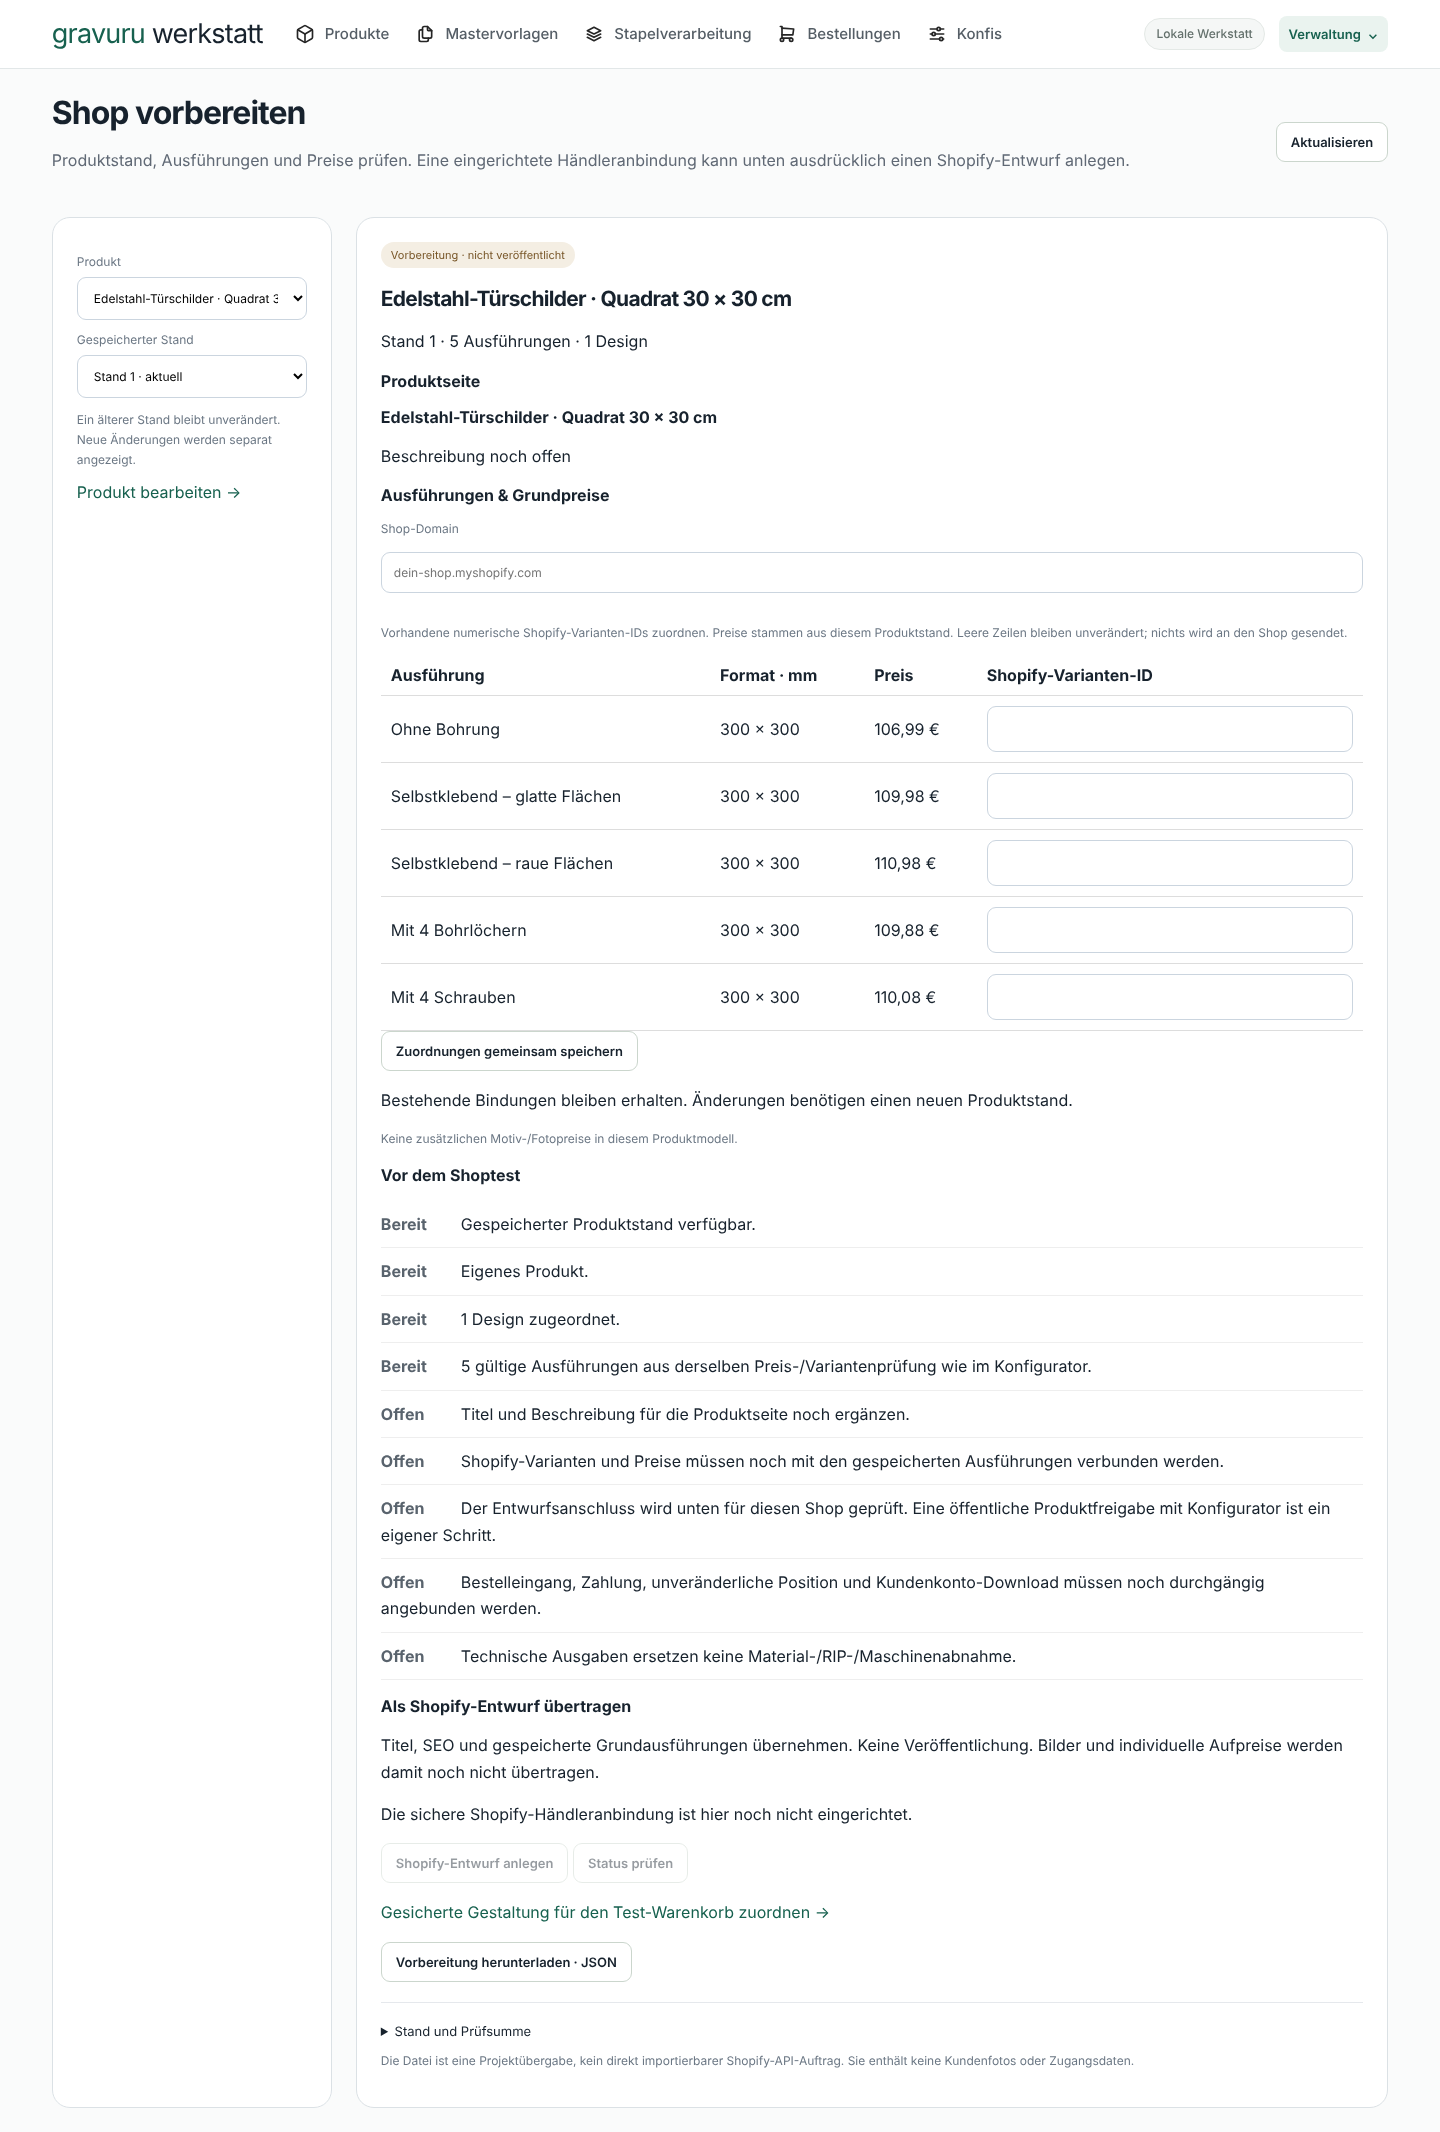 gravuru werkstatt
Produkte
Mastervorlagen
Stapelverarbeitung
Bestellungen
Konfis
Lokale Werkstatt
Verwaltung
Shop vorbereiten
Produktstand, Ausführungen und Preise prüfen. Eine eingerichtete Händleranbindung kann unten ausdrücklich einen Shopify-Entwurf anlegen.
Aktualisieren
Produkt
Edelstahl-Türschilder · Quadrat
Gespeicherter Stand
Stand 1 · aktuell
Ein älterer Stand bleibt unverändert.
Neue Änderungen werden separat
angezeigt.
Produkt bearbeiten →
Vorbereitung · nicht veröffentlicht
Edelstahl-Türschilder · Quadrat 30 × 30 cm
Stand 1 · 5 Ausführungen · 1 Design
Produktseite
Edelstahl-Türschilder · Quadrat 30 × 30 cm
Beschreibung noch offen
Ausführungen & Grundpreise
Shop-Domain
dein-shop.myshopify.com
Vorhandene numerische Shopify-Varianten-IDs zuordnen. Preise stammen aus diesem Produktstand. Leere Zeilen bleiben unverändert; nichts wird an den Shop gesendet.
Ausführung Format · mm Preis Shopify-Varianten-ID
Ohne Bohrung 300 × 300 106,99 €
Selbstklebend – glatte Flächen 300 × 300 109,98 €
Selbstklebend – raue Flächen 300 × 300 110,98 €
Mit 4 Bohrlöchern 300 × 300 109,88 €
Mit 4 Schrauben 300 × 300 110,08 €
Zuordnungen gemeinsam speichern
Bestehende Bindungen bleiben erhalten. Änderungen benötigen einen neuen Produktstand.
Keine zusätzlichen Motiv-/Fotopreise in diesem Produktmodell.
Vor dem Shoptest
Bereit Gespeicherter Produktstand verfügbar.
Bereit Eigenes Produkt.
Bereit 1 Design zugeordnet.
Bereit 5 gültige Ausführungen aus derselben Preis-/Variantenprüfung wie im Konfigurator.
Offen Titel und Beschreibung für die Produktseite noch ergänzen.
Offen Shopify-Varianten und Preise müssen noch mit den gespeicherten Ausführungen verbunden werden.
Offen Der Entwurfsanschluss wird unten für diesen Shop geprüft. Eine öffentliche Produktfreigabe mit Konfigurator ist ein
eigener Schritt.
Offen Bestelleingang, Zahlung, unveränderliche Position und Kundenkonto-Download müssen noch durchgängig
angebunden werden.
Offen Technische Ausgaben ersetzen keine Material-/RIP-/Maschinenabnahme.
Als Shopify-Entwurf übertragen
Titel, SEO und gespeicherte Grundausführungen übernehmen. Keine Veröffentlichung. Bilder und individuelle Aufpreise werden
damit noch nicht übertragen.
Die sichere Shopify-Händleranbindung ist hier noch nicht eingerichtet.
Shopify-Entwurf anlegen
Status prüfen
Gesicherte Gestaltung für den Test-Warenkorb zuordnen →
Vorbereitung herunterladen · JSON
Stand und Prüfsumme
Die Datei ist eine Projektübergabe, kein direkt importierbarer Shopify-API-Auftrag. Sie enthält keine Kundenfotos oder Zugangsdaten.